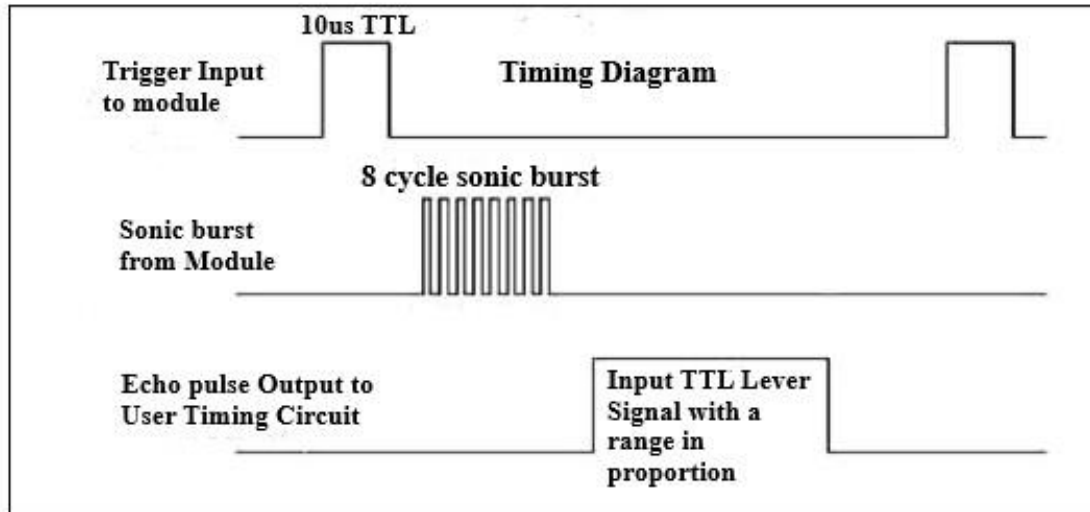 10us TTL
Trigger Input
to module
Timing Diagram
8 cycle sonic burst
Sonic burst
from Module
Echo pulse Output to
User Timing Circuit
Input TTL Lever
Signal with a
range in
proportion